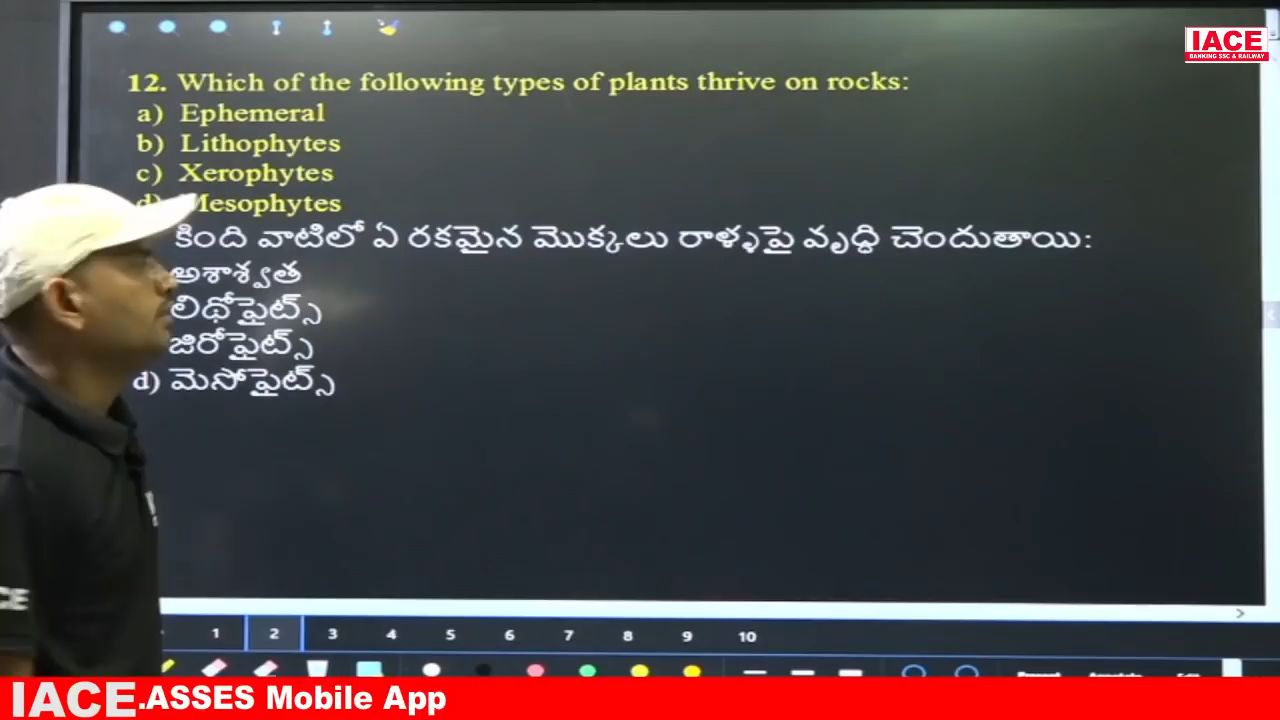 IACE
BANKING SSC & RAILWAY
12. Which of the following types of plants thrive on rocks:
a) Ephemeral
b) Lithophytes
c) Xerophytes
d) Mesophytes
కింది వాటిలో ఏ రకమైన మొక్కలు రాళ్ళపై వృద్ధి చెందుతాయి:
అశాశ్వత
లిథోఫైట్స్
జిరోఫైట్స్
d) మెసోఫైట్స్
1 2 3 4 5 6 7 8 9 10
IACE.ASSES Mobile App